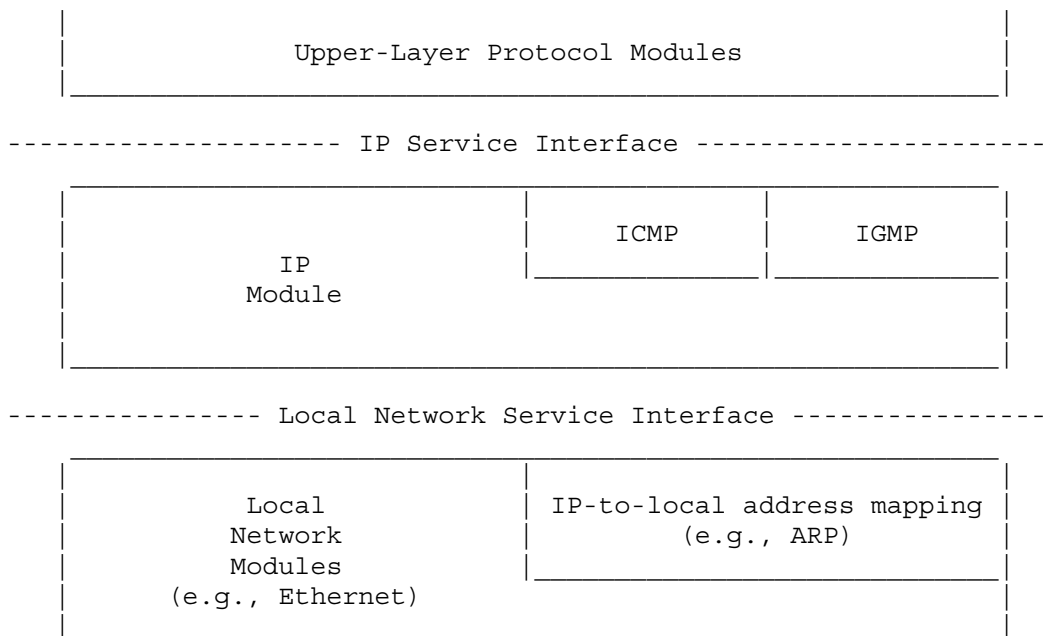 Upper-Layer Protocol Modules
IP Service Interface
ICMP IGMP
IP
Module
Local Network Service Interface
Local IP-to-local address mapping
Network (e.g., ARP)
Modules
(e.g., Ethernet)